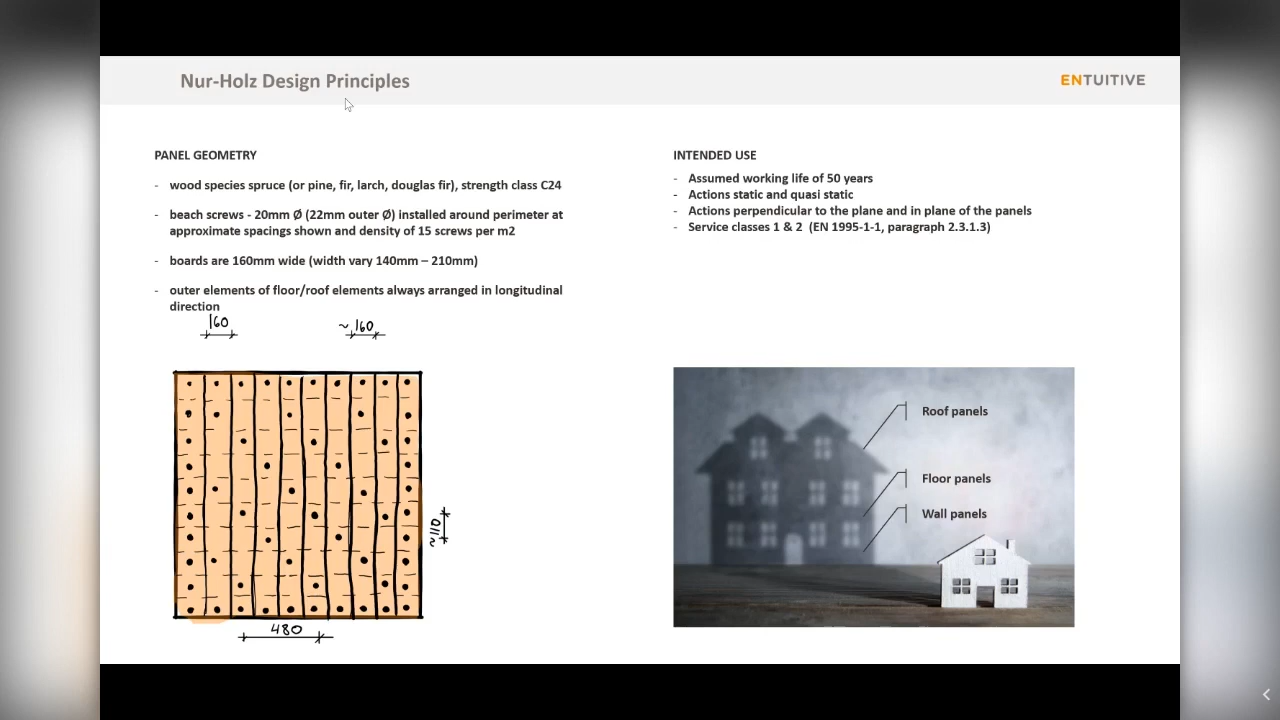 Nur-Holz Design Principles
ENTUITIVE
PANEL GEOMETRY
- wood species spruce (or pine, fir, larch, douglas fir), strength class C24
- beach screws - 20mm Ø (22mm outer Ø) installed around perimeter at
approximate spacings shown and density of 15 screws per m2
- boards are 160mm wide (width vary 140mm – 210mm)
- outer elements of floor/roof elements always arranged in longitudinal
direction
160
~160
~110
480
INTENDED USE
- Assumed working life of 50 years
- Actions static and quasi static
- Actions perpendicular to the plane and in plane of the panels
- Service classes 1 & 2 (EN 1995-1-1, paragraph 2.3.1.3)
Roof panels
Floor panels
Wall panels